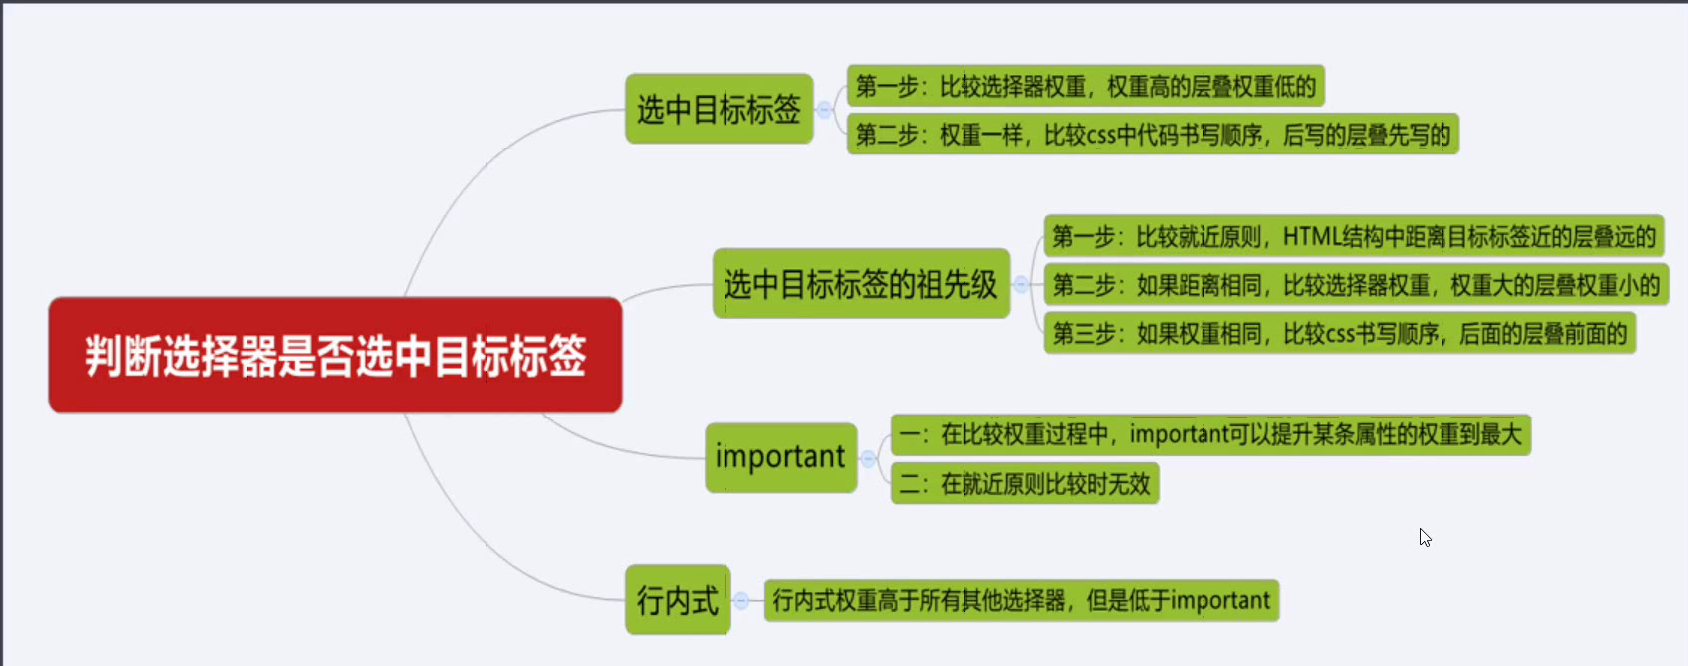 选中目标标签
第一步：比较选择器权重，权重高的层叠权重低的
第二步：权重一样，比较css中代码书写顺序，后写的层叠先写的
选中目标标签的祖先级
第一步：比较就近原则，HTML结构中距离目标标签近的层叠远的
第二步：如果距离相同，比较选择器权重，权重大的层叠权重小的
第三步：如果权重相同，比较css书写顺序，后面的层叠前面的
判断选择器是否选中目标标签
important
一：在比较权重过程中，important可以提升某条属性的权重到最大
二：在就近原则比较时无效
行内式
行内式权重高于所有其他选择器，但是低于important